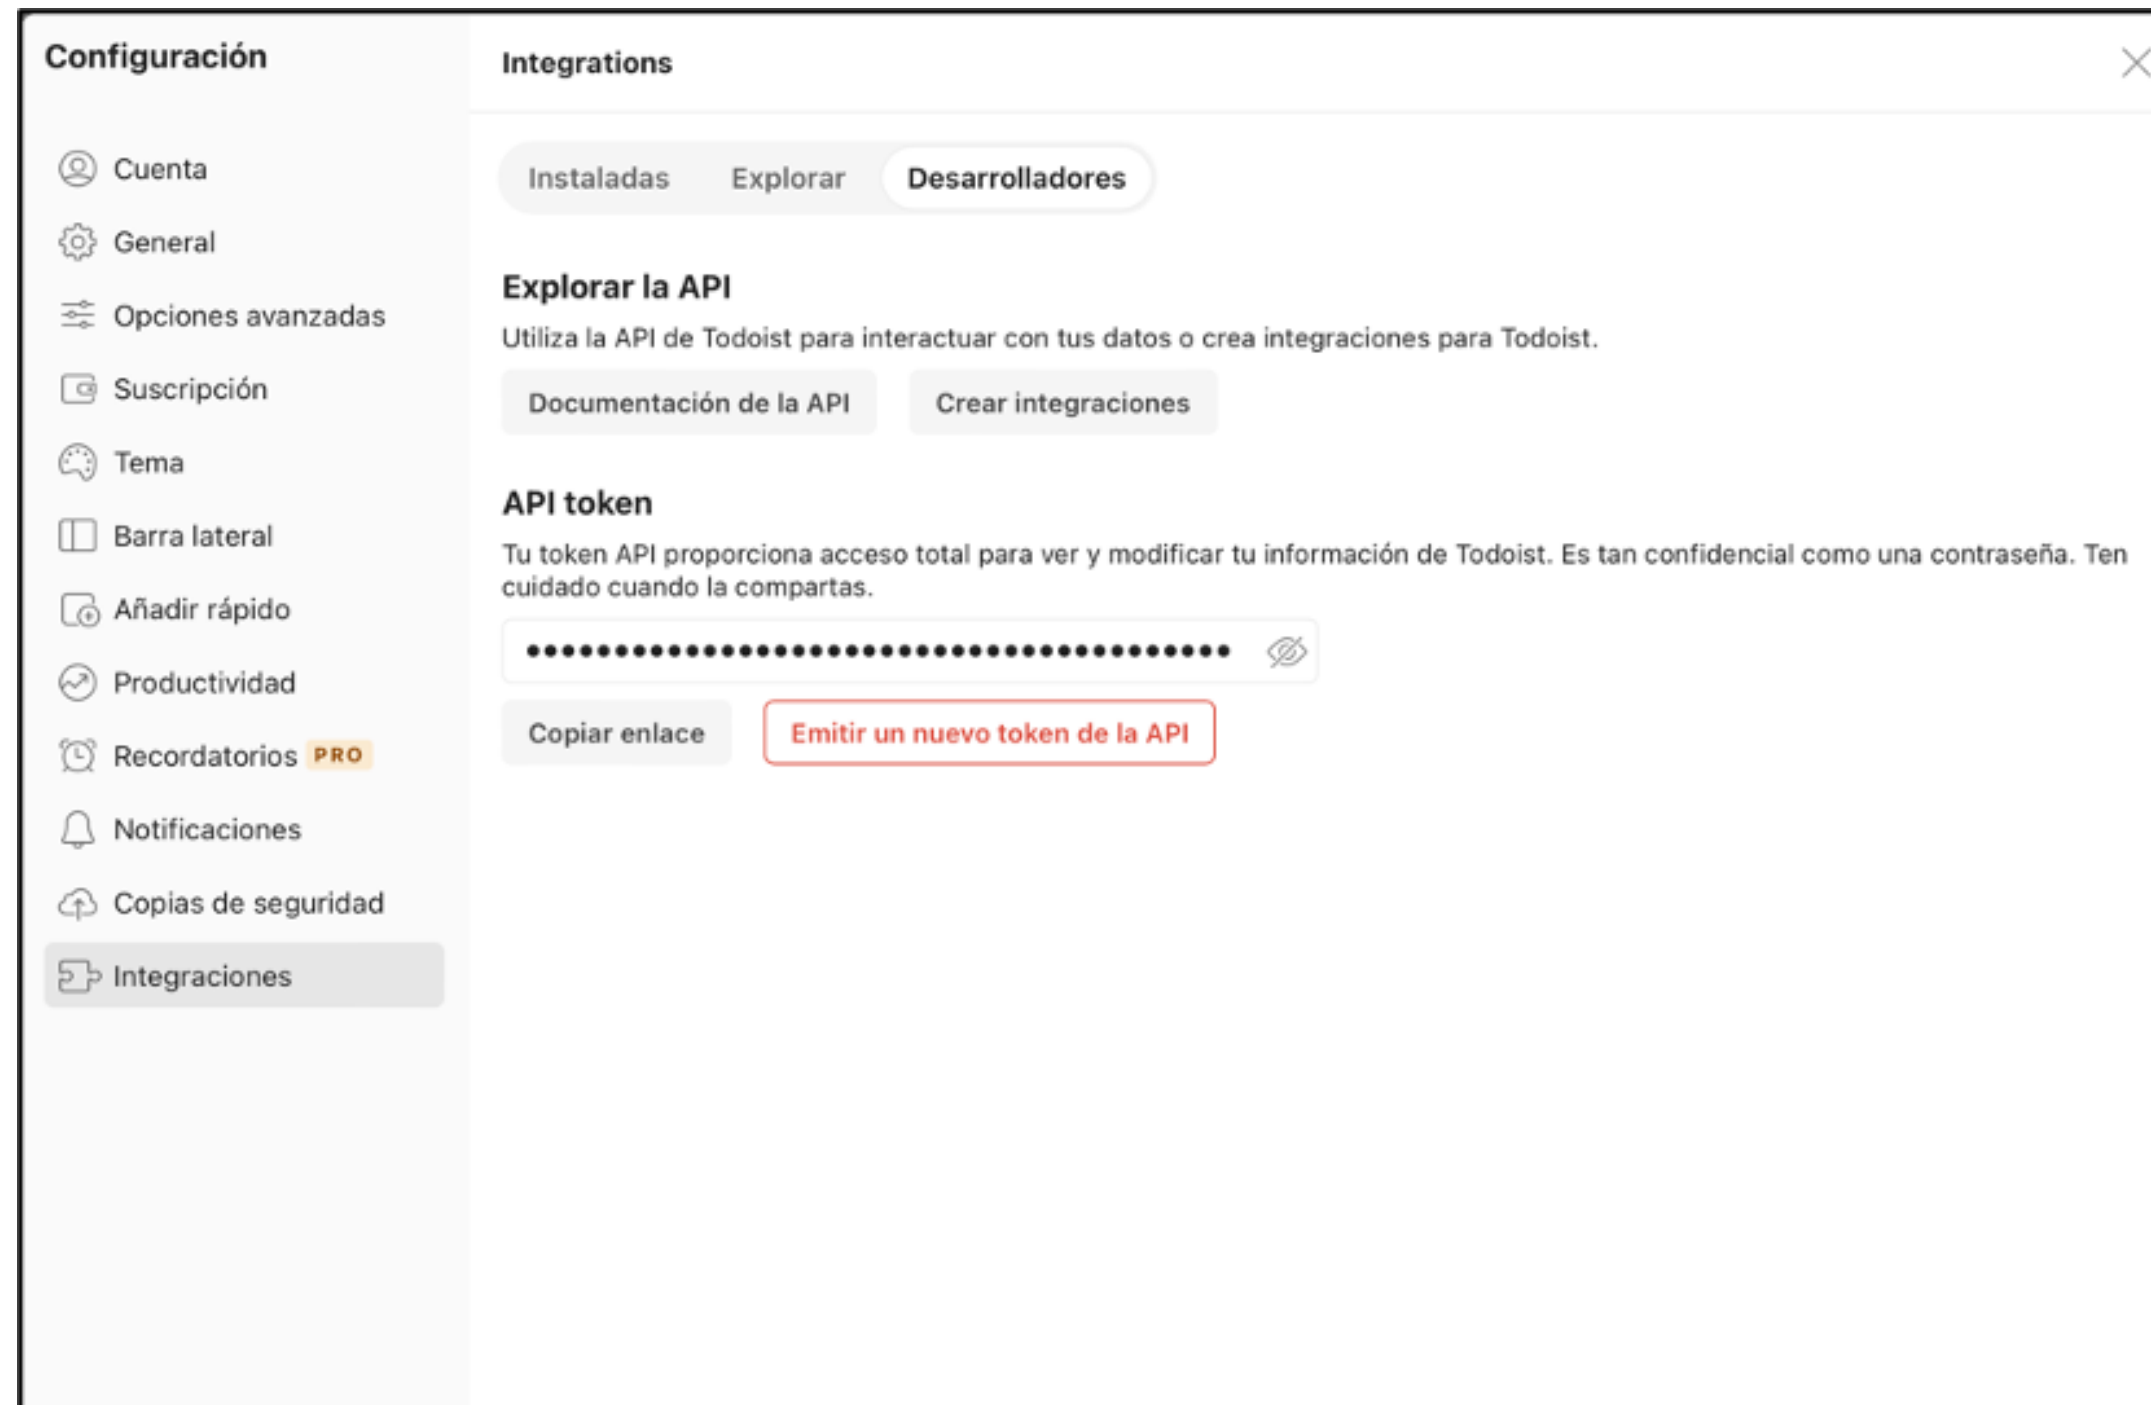 Configuración
Cuenta
General
Opciones avanzadas
Suscripción
Tema
Barra lateral
Añadir rápido
Productividad
Recordatorios PRO
Notificaciones
Copias de seguridad
Integraciones
Integrations
Instaladas Explorar Desarrolladores
Explorar la API
Utiliza la API de Todoist para interactuar con tus datos o crea integraciones para Todoist.
Documentación de la API Crear integraciones
API token
Tu token API proporciona acceso total para ver y modificar tu información de Todoist. Es tan confidencial como una contraseña. Ten
cuidado cuando la compartas.
Copiar enlace Emitir un nuevo token de la API